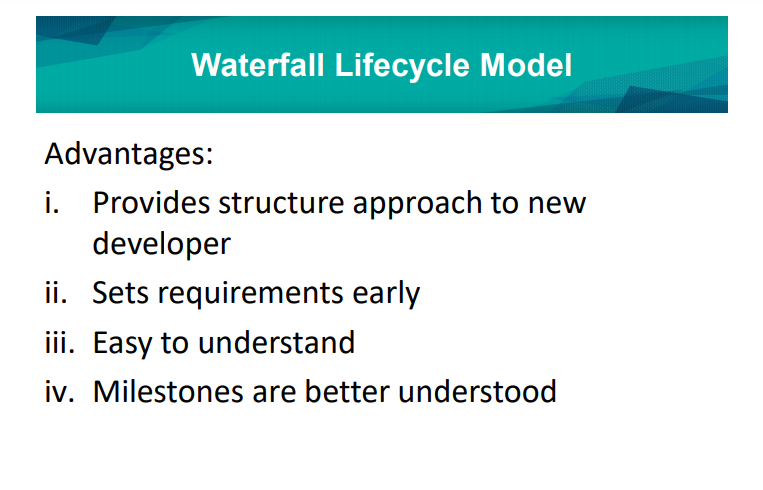 Waterfall Lifecycle Model
Advantages:
i. Provides structure approach to new
developer
ii. Sets requirements early
iii. Easy to understand
iv. Milestones are better understood